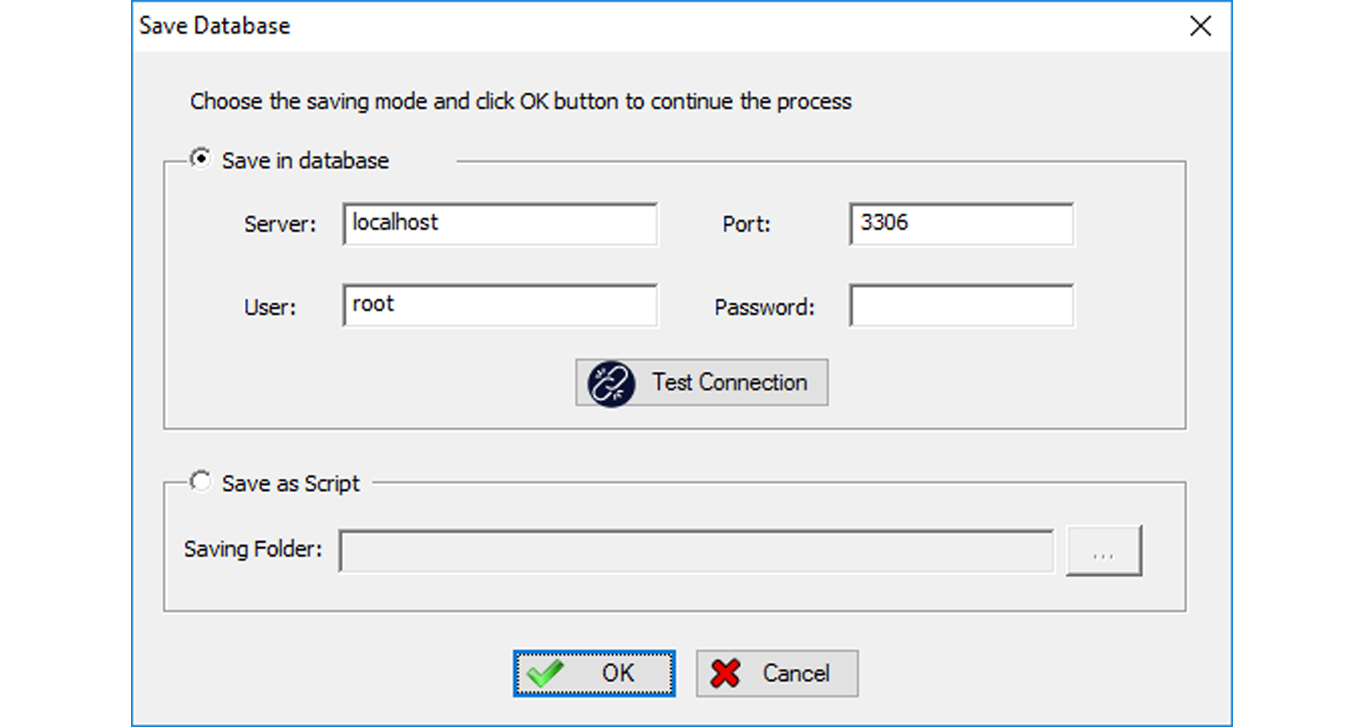 Save Database
Choose the saving mode and click OK button to continue the process
Save in database
Server: localhost Port: 3306
User: root Password:
Test Connection
Save as Script
Saving Folder: ...
OK Cancel